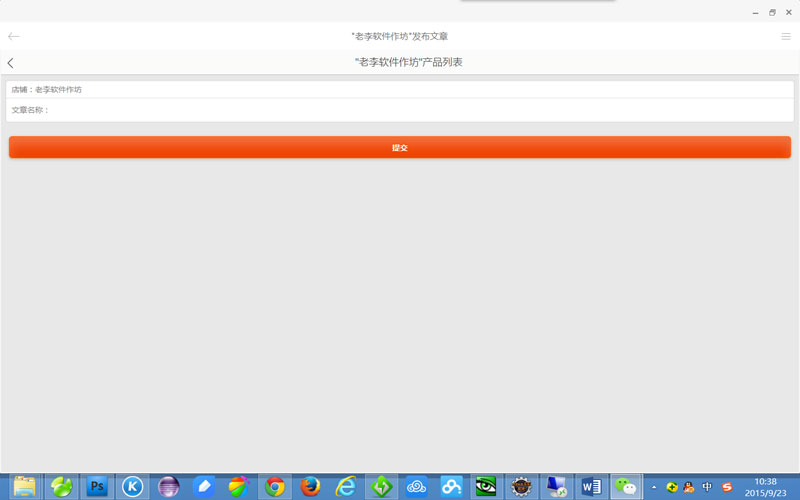 "老李软件作坊"发布文章
"老李软件作坊"产品列表
店铺：老李软件作坊
文章名称：
提交
Ps
K
W
中
S
10:38
2015/9/23